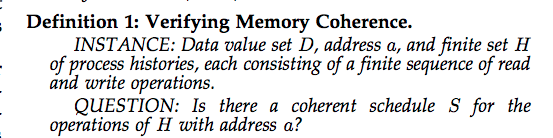 Definition 1: Verifying Memory Coherence.
INSTANCE: Data value set D, address a, and finite set H
of process histories, each consisting of a finite sequence of read
and write operations.
QUESTION: Is there a coherent schedule S for the
operations of H with address a?